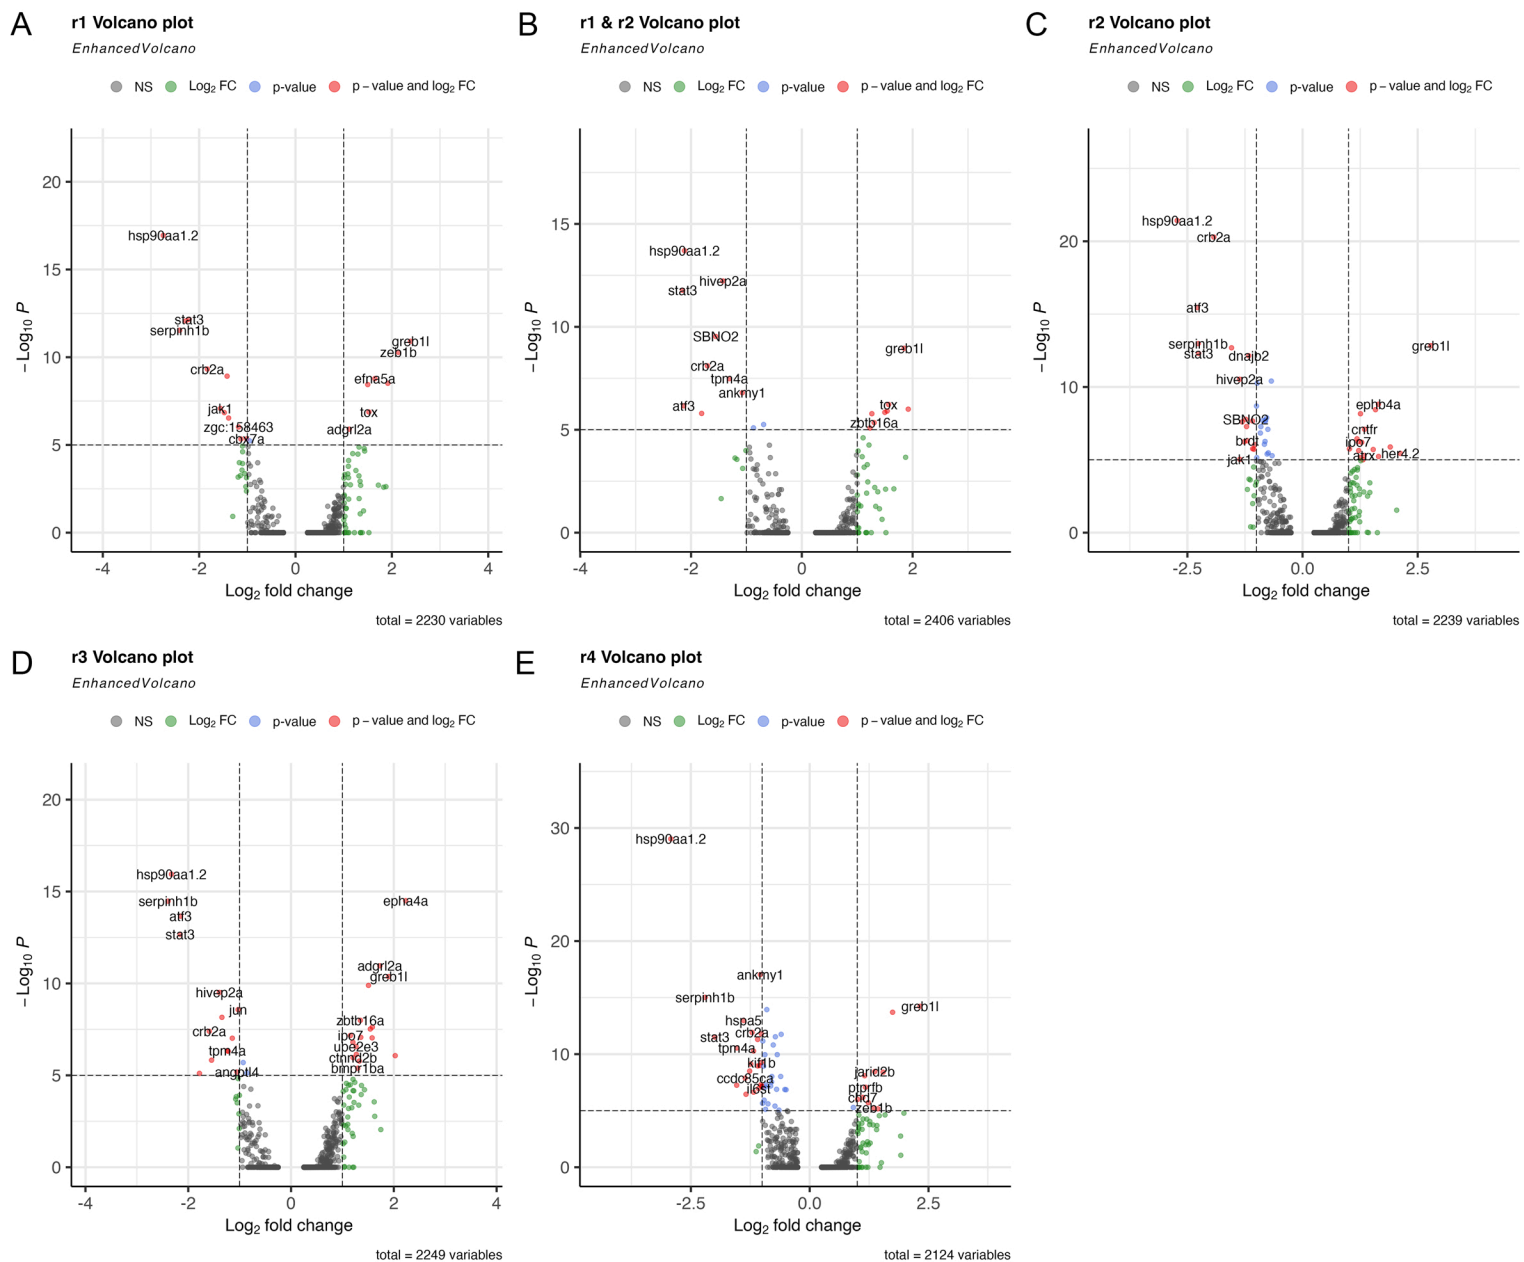 A
r1 Volcano plot
EnhancedVolcano
NS Log2 FC p-value p – value and log2 FC
– Log10 P
20
15
10
5
0
hsp90aa1.2
stat3
serpinh1b
greb1l
zeb1b
crb2a
efna5a
jak1
tox
zgc:158463
adgrl2a
cbx7a
-4 -2 0 2 4
Log2 fold change
total = 2230 variables
B
r1 & r2 Volcano plot
EnhancedVolcano
NS Log2 FC p-value p – value and log2 FC
– Log10 P
15
10
5
0
hsp90aa1.2
hivep2a
stat3
SBNO2
greb1l
crb2a
tpm4a
ankmy1
atf3
tox
zbtb16a
-4 -2 0 2
Log2 fold change
total = 2406 variables
C
r2 Volcano plot
EnhancedVolcano
NS Log2 FC p-value p – value and log2 FC
– Log10 P
20
10
0
hsp90aa1.2
crb2a
atf3
serpinh1b
greb1l
stat3
dnajb2
hivep2a
ephb4a
SBNO2
cntfr
brdt
ipo7
her4.2
atrx
jak1
-2.5 0.0 2.5
Log2 fold change
total = 2239 variables
D
r3 Volcano plot
EnhancedVolcano
NS Log2 FC p-value p – value and log2 FC
– Log10 P
20
15
10
5
0
hsp90aa1.2
serpinh1b
epha4a
atf3
stat3
adgrl2a
greb1l
hivep2a
jun
zbtb16a
crb2a
ipo7
ube2e3
tpm4a
ctnnd2b
bmpr1ba
angptl4
-4 -2 0 2 4
Log2 fold change
total = 2249 variables
E
r4 Volcano plot
EnhancedVolcano
NS Log2 FC p-value p – value and log2 FC
– Log10 P
30
20
10
0
hsp90aa1.2
ankmy1
serpinh1b
greb1l
hspa5
crb2a
stat3
tpm4a
kif1b
jarid2b
ccdc85ca
il6st
ptprfb
chd7
zeb1b
-2.5 0.0 2.5
Log2 fold change
total = 2124 variables